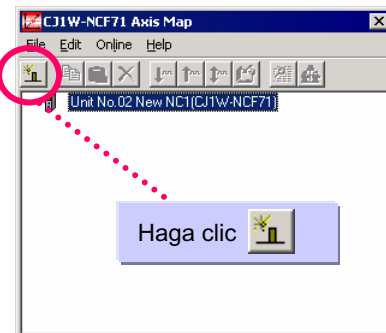 CJ1W-NCF71 Axis Map
File Edit Online Help
Unit No.02 New NC1(CJ1W-NCF71)
Haga clic